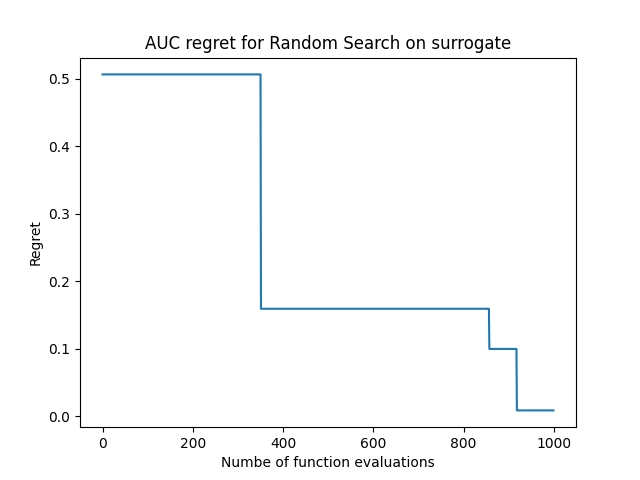 AUC regret for Random Search on surrogate
0.5
0.4
0.3
0.2
0.1
0.0
Regret
0 200 400 600 800 1000
Numbe of function evaluations